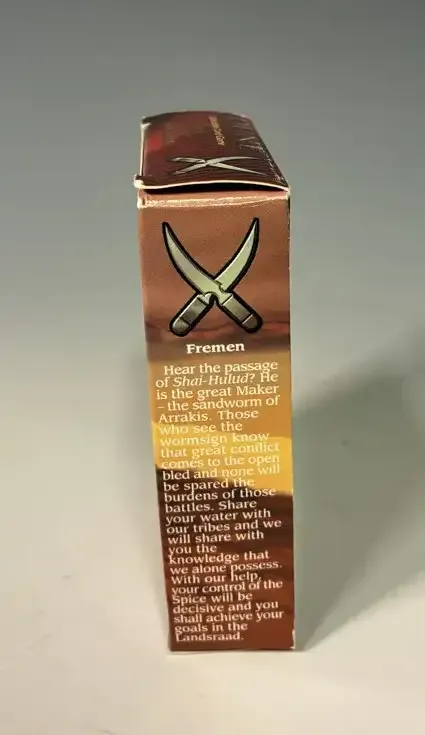 Fremen
Hear the passage
of Shai-Hulud? He
is the great Maker
– the sandworm of
Arrakis. Those
who see the
wormsign know
that great conflict
comes to the open
bled and none will
be spared the
burdens of those
battles. Share
your water with
our tribes and we
will share with
you the
knowledge that
we alone possess.
With our help,
your control of the
Spice will be
decisive and you
shall achieve your
goals in the
Landsraad.